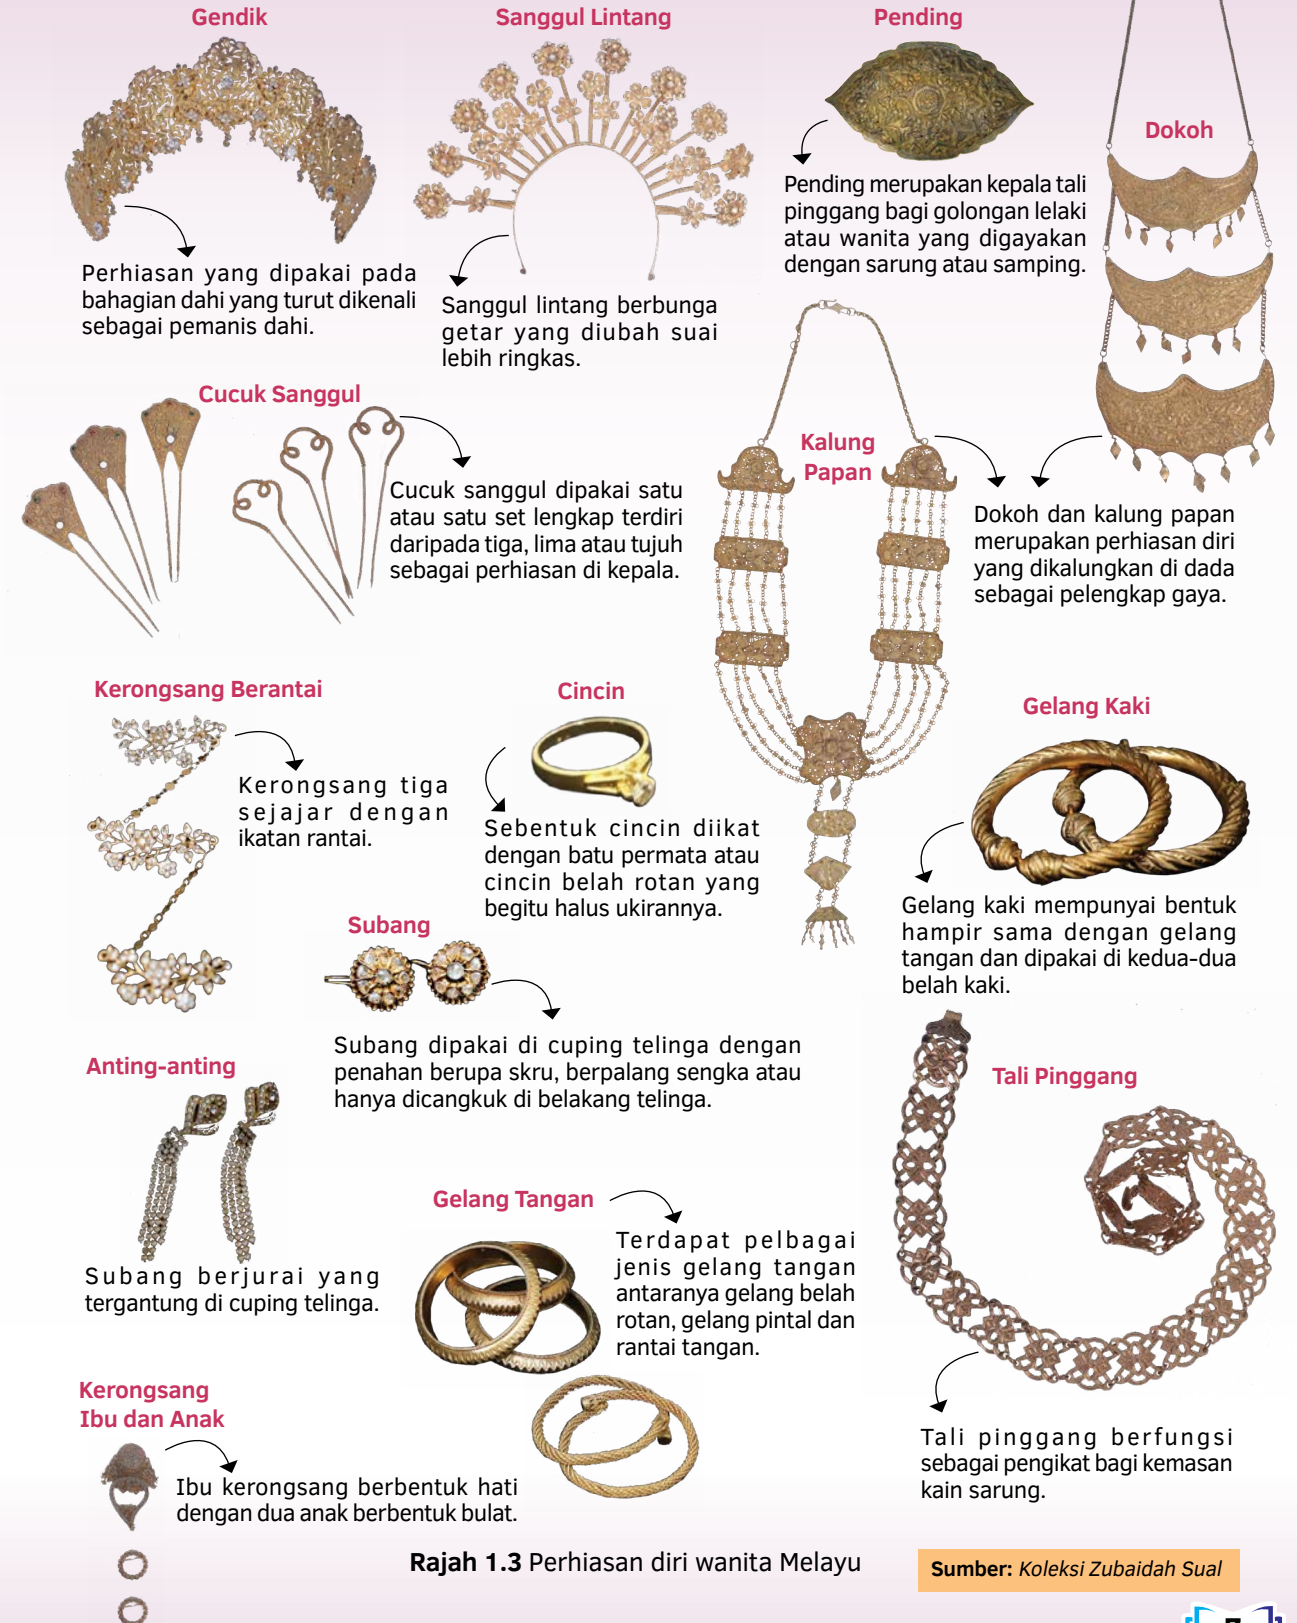 Gendik
Perhiasan yang dipakai pada
bahagian dahi yang turut dikenali
sebagai pemanis dahi.
Sanggul Lintang
Sanggul lintang berbunga
getar yang diubah suai
lebih ringkas.
Pending
Pending merupakan kepala tali
pinggang bagi golongan lelaki
atau wanita yang digayakan
dengan sarung atau samping.
Dokoh
Cucuk Sanggul
Cucuk sanggul dipakai satu
atau satu set lengkap terdiri
daripada tiga, lima atau tujuh
sebagai perhiasan di kepala.
Kalung
Papan
Dokoh dan kalung papan
merupakan perhiasan diri
yang dikalungkan di dada
sebagai pelengkap gaya.
Kerongsang Berantai
Kerongsang tiga
sejajar dengan
ikatan rantai.
Cincin
Sebentuk cincin diikat
dengan batu permata atau
cincin belah rotan yang
begitu halus ukirannya.
Gelang Kaki
Gelang kaki mempunyai bentuk
hampir sama dengan gelang
tangan dan dipakai di kedua-dua
belah kaki.
Subang
Subang dipakai di cuping telinga dengan
penahan berupa skru, berpalang sengka atau
hanya dicangkuk di belakang telinga.
Anting-anting
Subang berjurai yang
tergantung di cuping telinga.
Tali Pinggang
Tali pinggang berfungsi
sebagai pengikat bagi kemasan
kain sarung.
Gelang Tangan
Terdapat pelbagai
jenis gelang tangan
antaranya gelang belah
rotan, gelang pintal dan
rantai tangan.
Kerongsang
Ibu dan Anak
Ibu kerongsang berbentuk hati
dengan dua anak berbentuk bulat.
Rajah 1.3 Perhiasan diri wanita Melayu
Sumber: Koleksi Zubaidah Sual